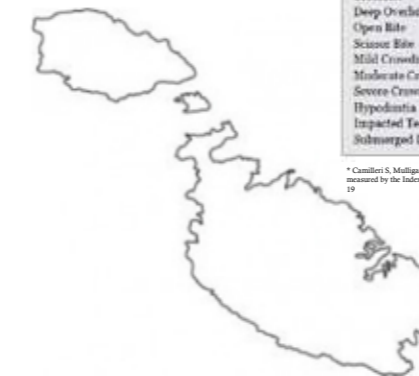 Deep Overbi
Open Bite
Scissor Bite
Mild Crowdi
Moderate Cr
Severe Crow
Hypodontia
Impacted Te
Submerged
* Camilleri S, Mulliga
measured by the Inde
19